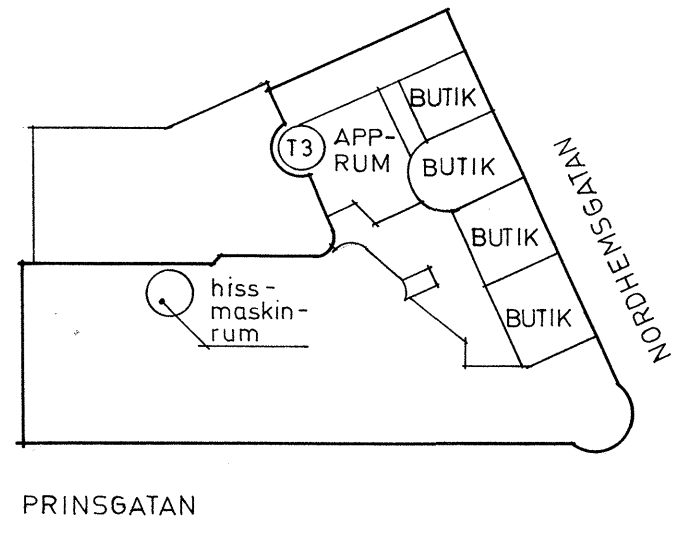 BUTIK
T3
APP-
RUM
BUTIK
NORDHEMSGATAN
BUTIK
hiss-
maskin-
rum
BUTIK
PRINSGATAN